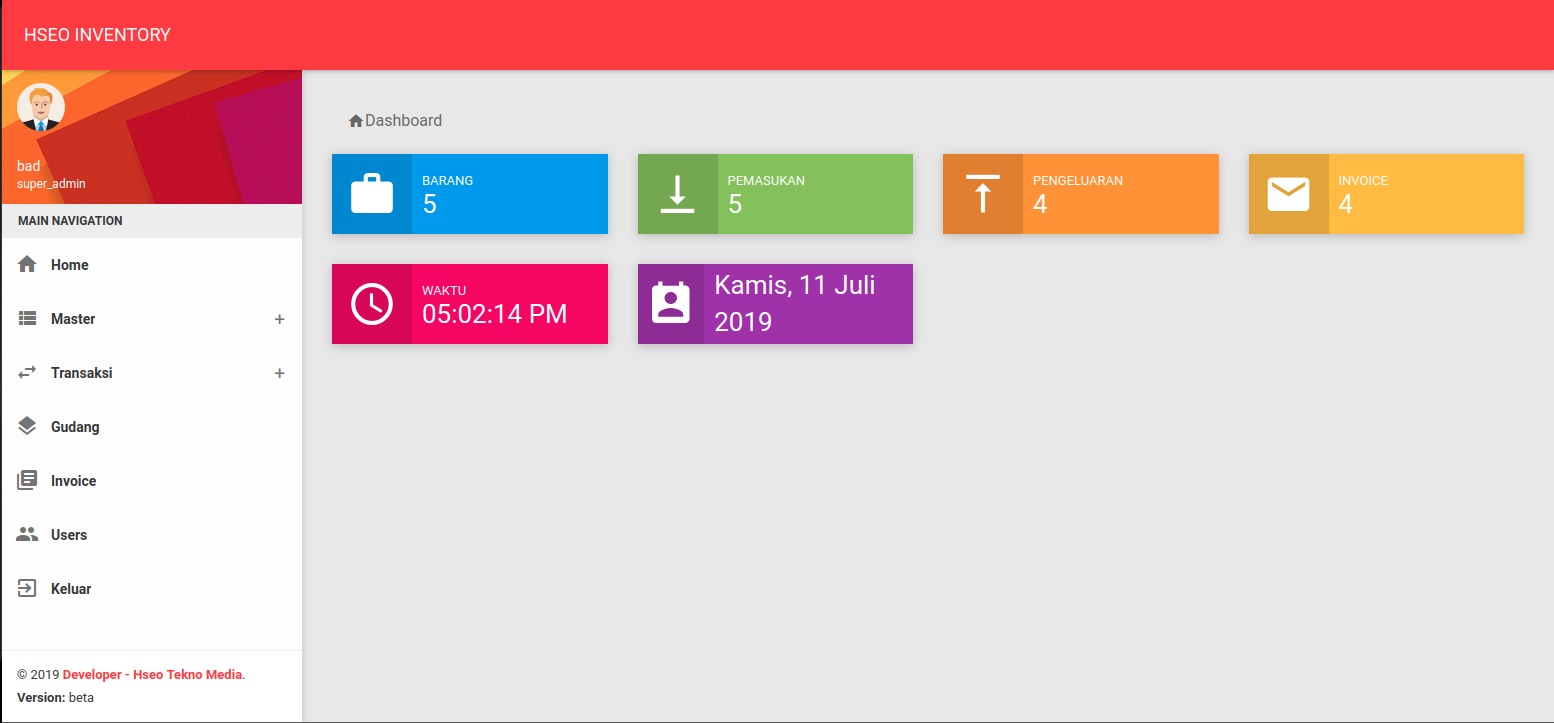 HSEO INVENTORY
bad
super_admin
MAIN NAVIGATION
Home
Master +
Transaksi +
Gudang
Invoice
Users
Keluar
© 2019 Developer - Hseo Tekno Media.
Version: beta
Dashboard
BARANG
5
PEMASUKAN
5
PENGELUARAN
4
INVOICE
4
WAKTU
05:02:14 PM
Kamis, 11 Juli
2019